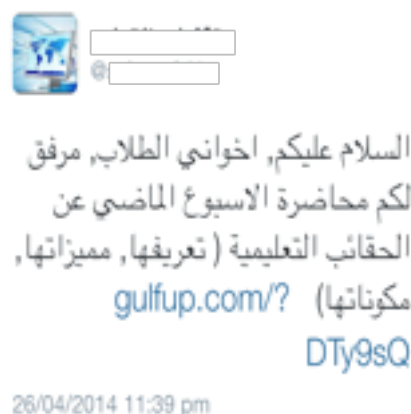 السلام عليكم, اخواني الطلاب, مرفق
لكم محاضرة الاسبوع الماضي عن
الحقائب التعليمية (تعريفها, مميزاتها,
مكوناتها) gulfup.com/?
DTy9sQ
26/04/2014 11:39 pm